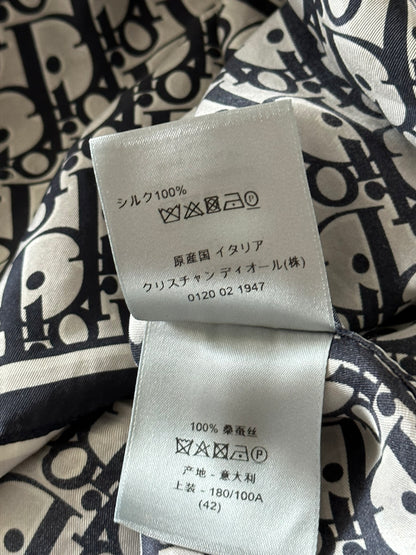 シルク100%
原産国 イタリア
クリスチャン ディオール(株)
0120 02 1947
100% 桑蚕丝
产地 - 意大利
上装 - 180/100A
(42)